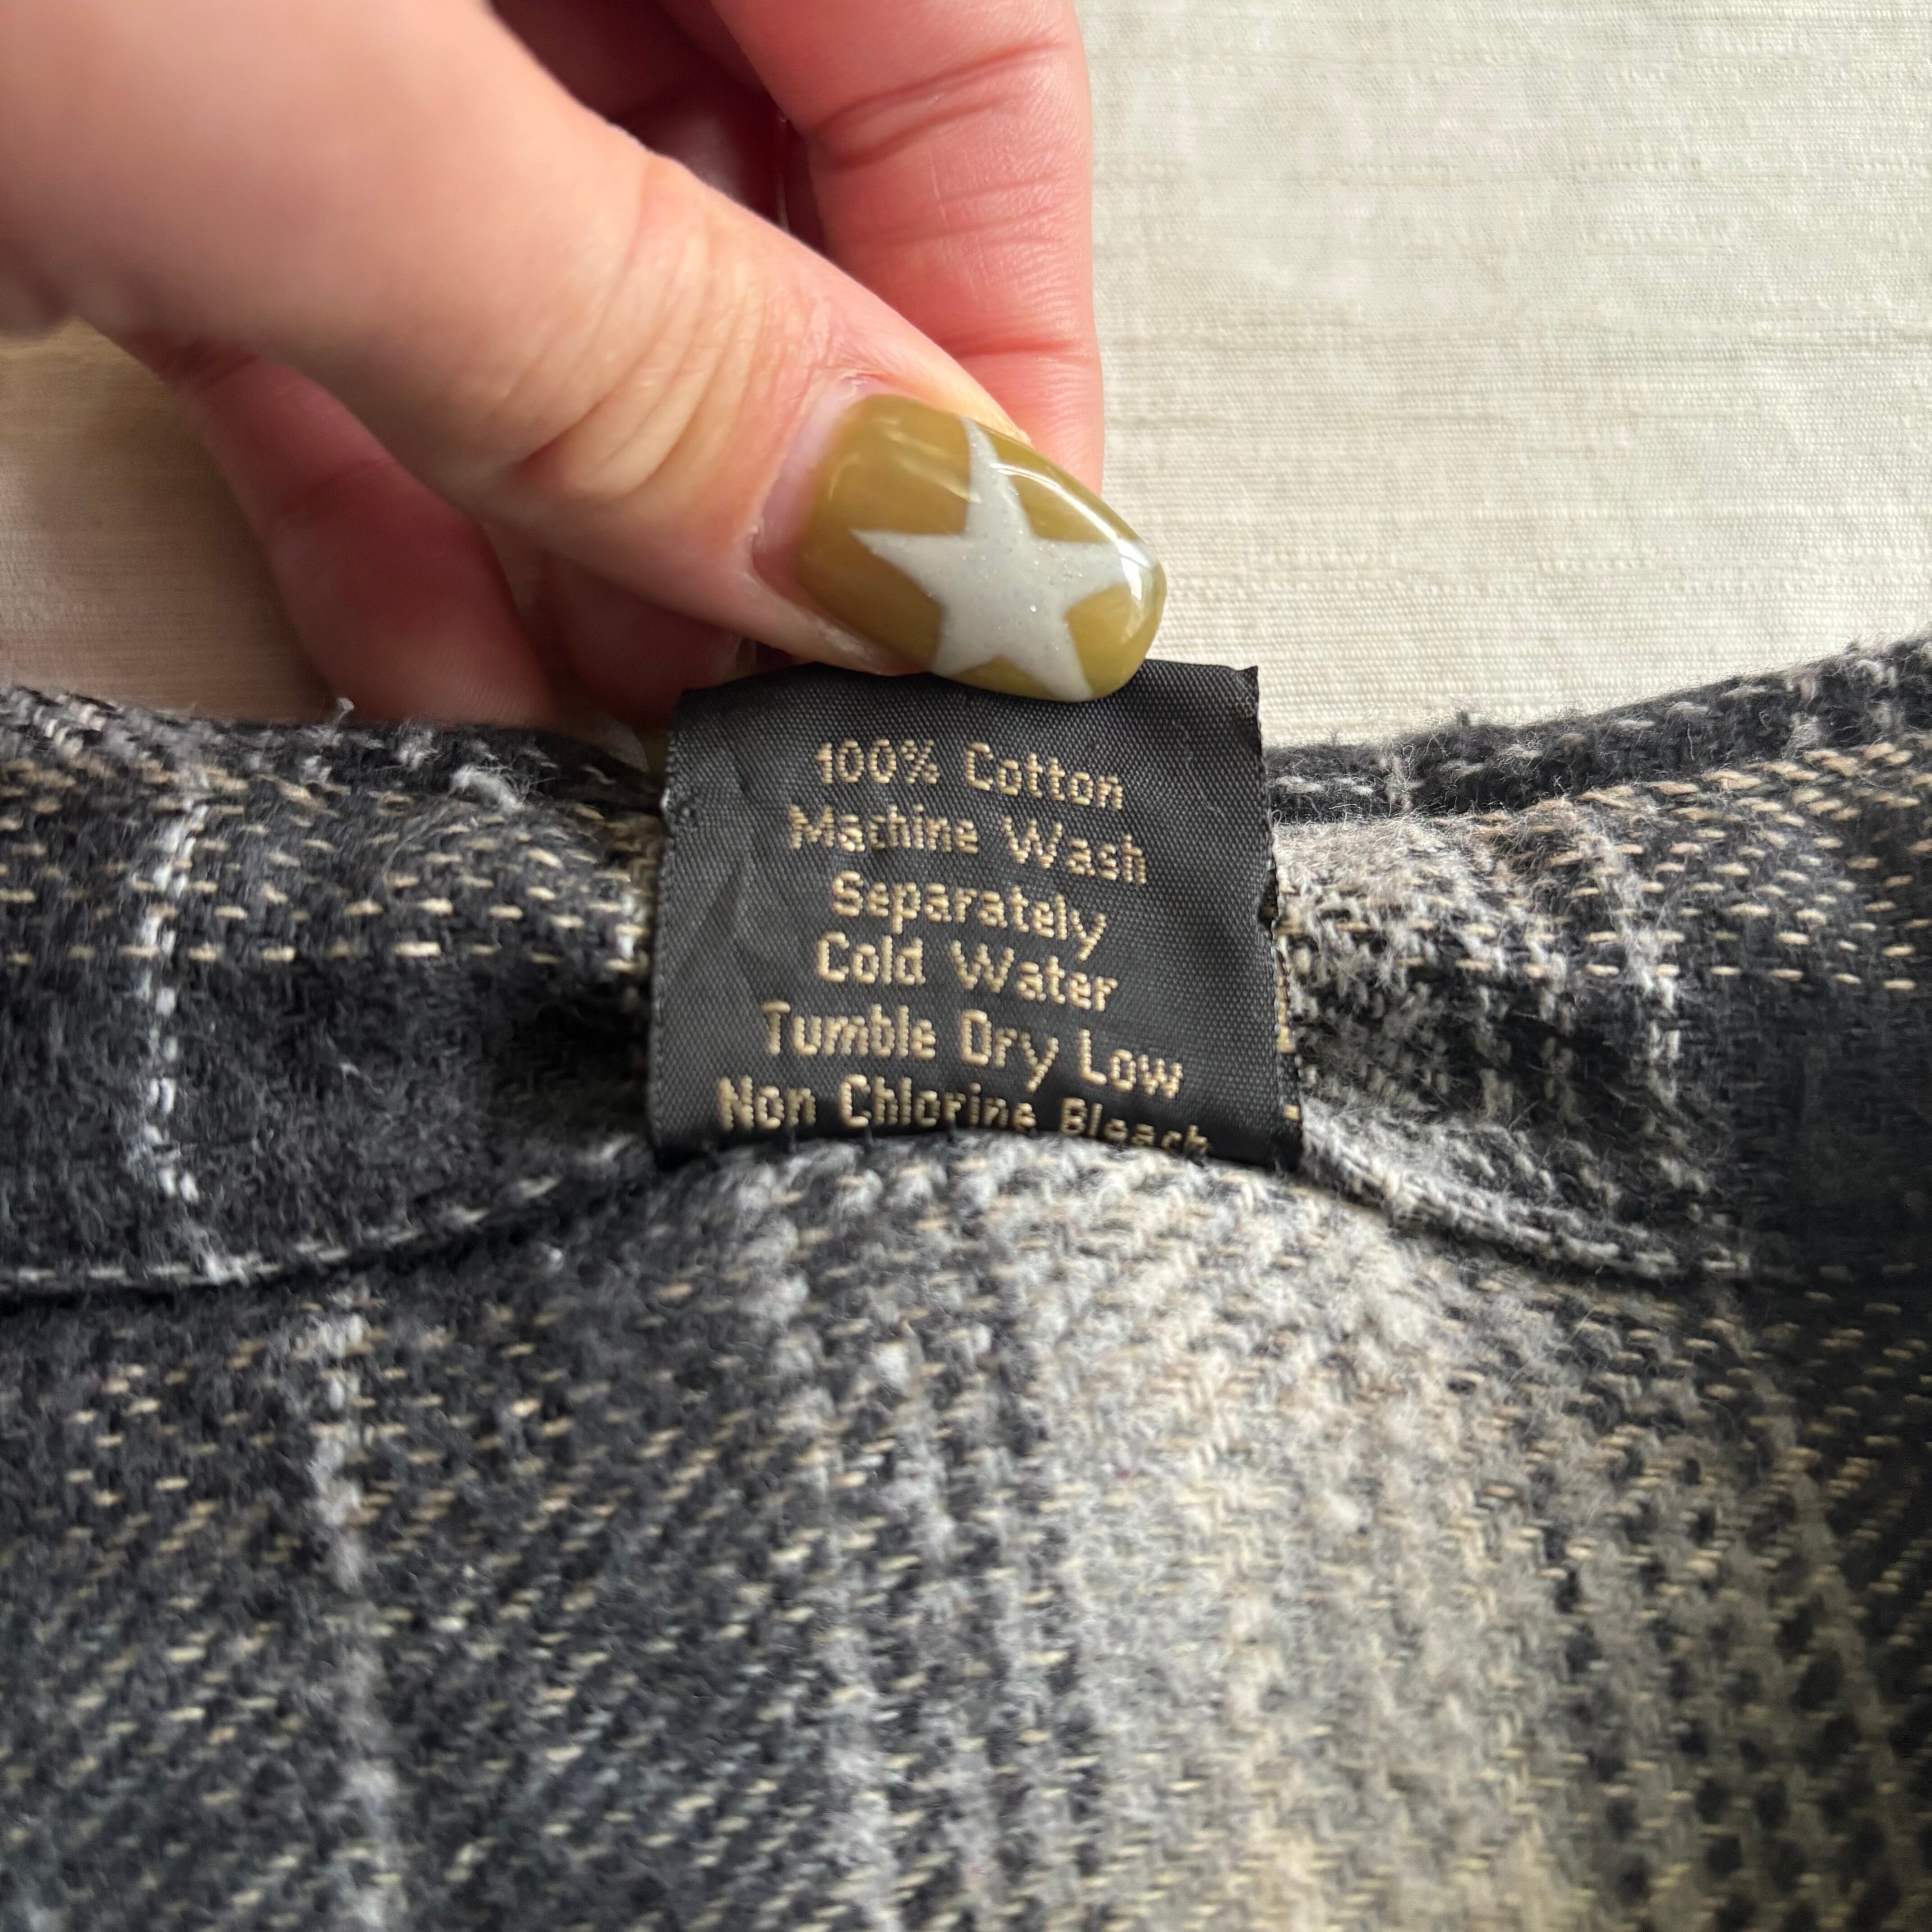 100% Cotton
Machine Wash
Separately
Cold Water
Tumble Dry Low
Non Chlorine Bleach